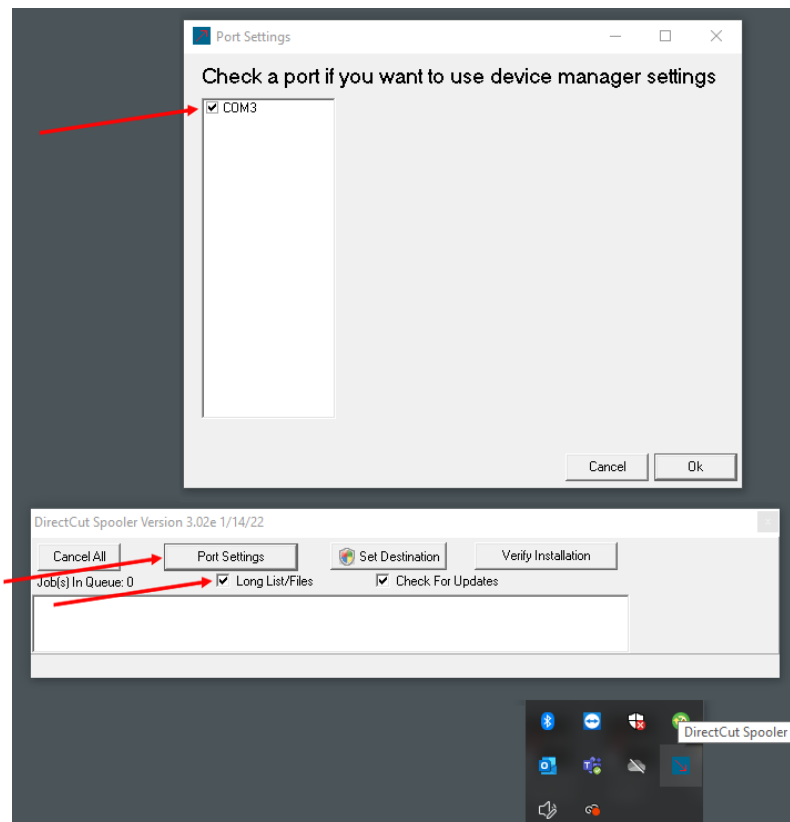 Port Settings
Check a port if you want to use device manager settings
COM3
Cancel Ok
DirectCut Spooler Version 3.02e 1/14/22
Cancel All Port Settings Set Destination Verify Installation
Job(s) In Queue: 0 Long List/Files Check For Updates
DirectCut Spooler